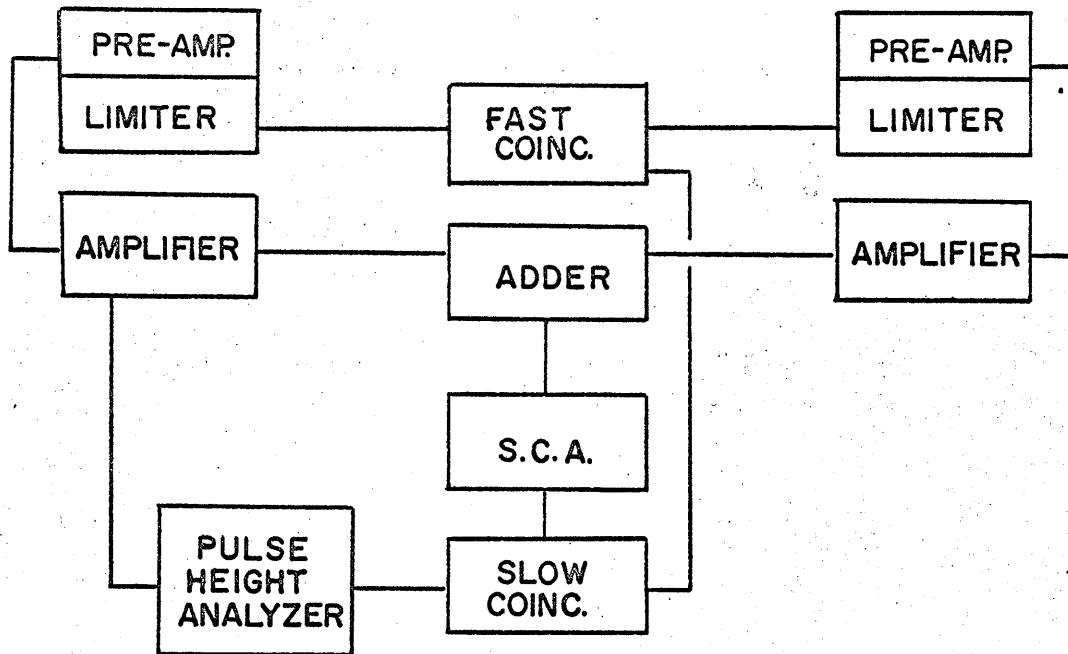 PRE-AMP.
LIMITER
FAST
COINC.
PRE-AMP.
LIMITER
AMPLIFIER
ADDER
AMPLIFIER
S.C.A.
PULSE
HEIGHT
ANALYZER
SLOW
COINC.